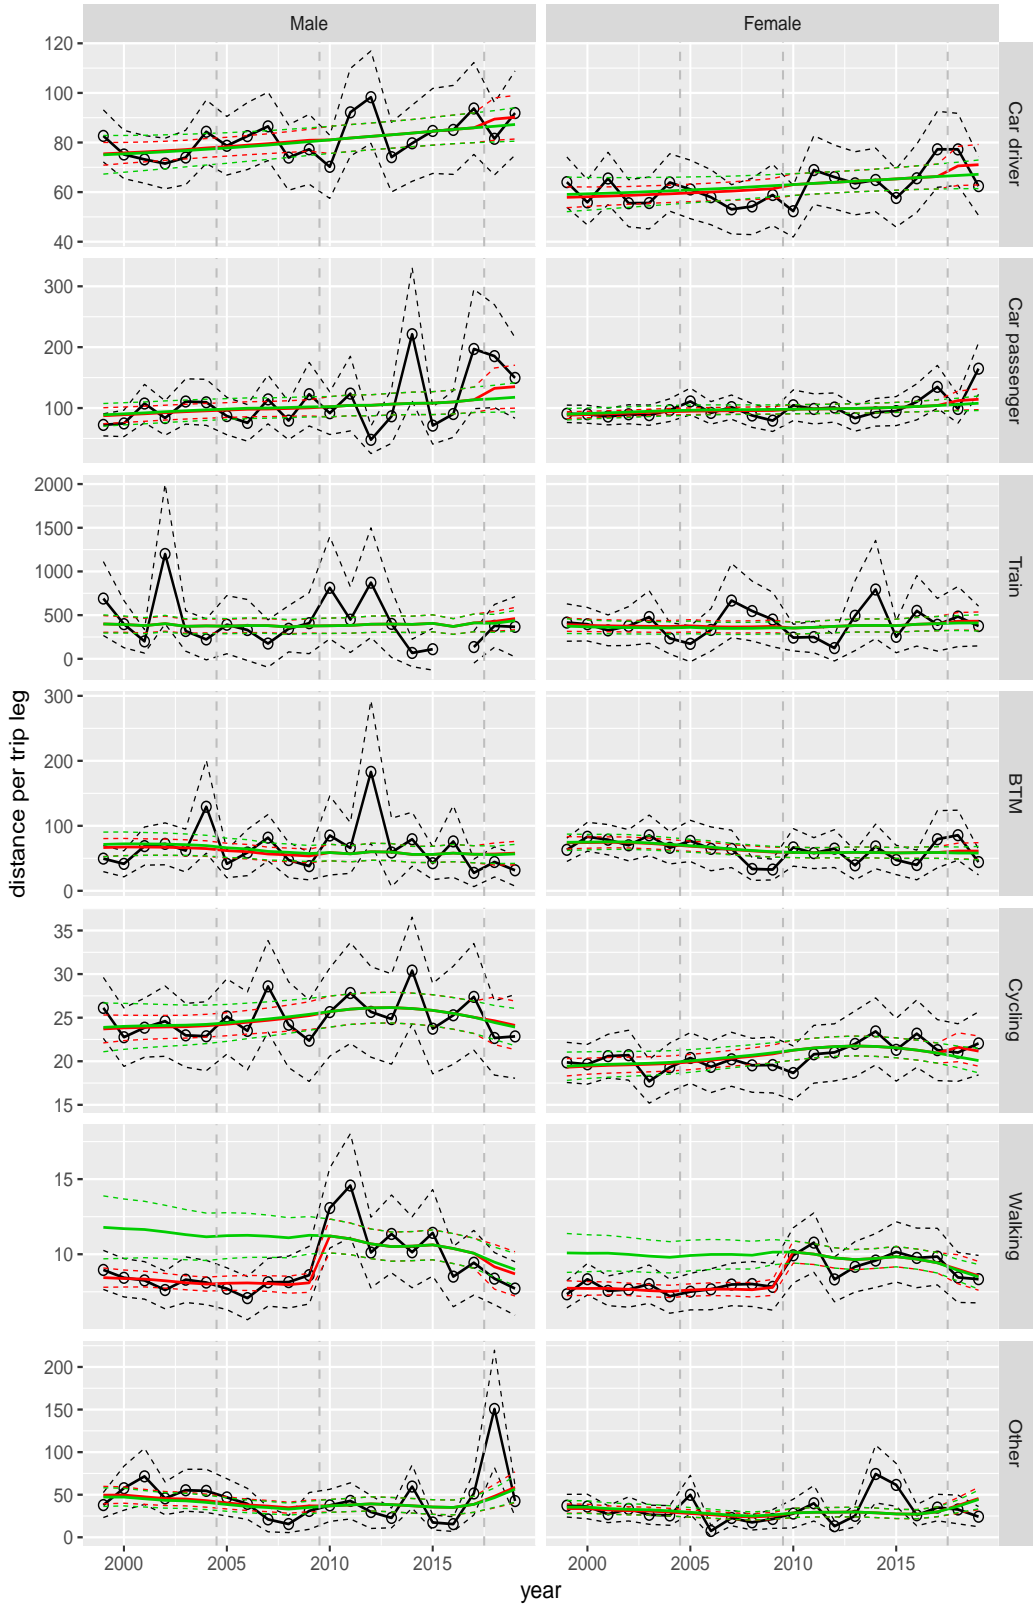 Male Female
120
100
80
60
40
Car driver
300
200
100
Car passenger
2000
1500
1000
500
0
Train
300
200
100
0
BTM
35
30
25
20
15
Cycling
15
10
Walking
200
150
100
50
0
Other
distance per trip leg
2000 2005 2010 2015 2000 2005 2010 2015
year